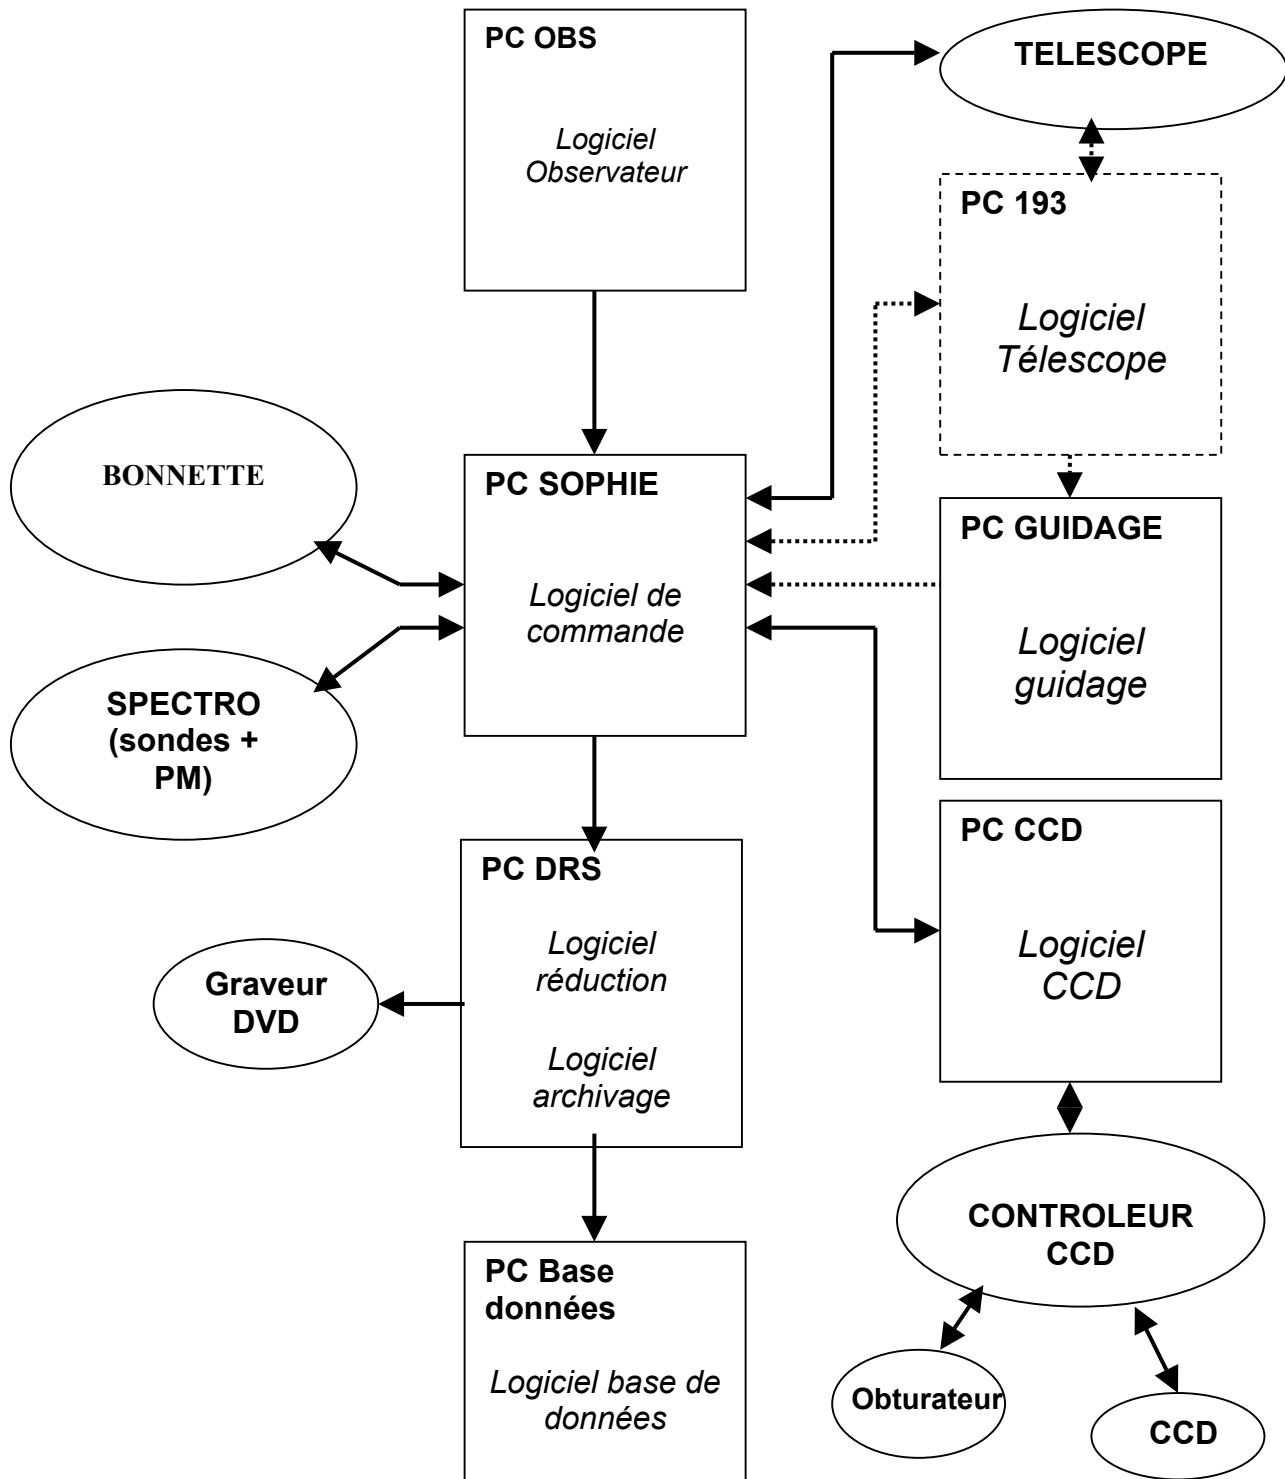 PC OBS
Logiciel
Observateur
TELESCOPE
PC 193
Logiciel
Télescope
BONNETTE
PC SOPHIE
Logiciel de
commande
PC GUIDAGE
Logiciel
guidage
SPECTRO
(sondes +
PM)
PC CCD
Logiciel
CCD
PC DRS
Logiciel
réduction
Logiciel
archivage
Graveur
DVD
CONTROLEUR
CCD
PC Base
données
Logiciel base de
données
Obturateur
CCD